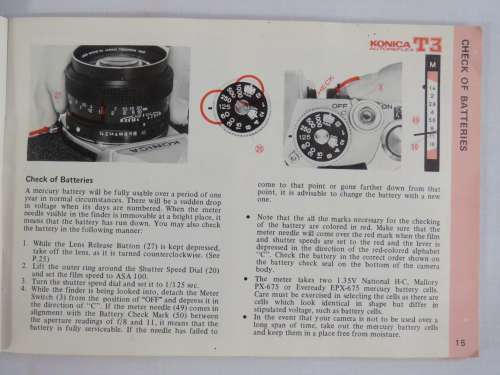 KONICA T3
AUTOREFLEX
CHECK OF BATTERIES
KONICA
CHECK
OFF
ON
M
Check of Batteries
A mercury battery will be fully usable over a period of one
year in normal circumstances. There will be a sudden drop
in voltage when its days are numbered. When the meter
needle visible in the finder is immovable at a bright place, it
means that the battery has run down. You may also check
the battery in the following manner:
1. While the Lens Release Button (27) is kept depressed,
take off the lens, as it is turned counterclockwise. (See
P.25)
2. Lift the outer ring around the Shutter Speed Dial (20)
and set the film speed to ASA 100.
3. Turn the shutter speed dial and set it to 1/125 sec.
4. While the finder is being looked into, detach the Meter
Switch (3) from the position of "OFF" and depress it in
the direction of "C". If the meter needle (49) comes in
alignment with the Battery Check Mark (50) between
the aperture readings of f/8 and 11, it means that the
battery is fully serviceable. If the needle has failed to
come to that point or gone farther down from that
point, it is advisable to change the battery with a new
one.
• Note that the all the marks necessary for the checking
of the battery are colored in red. Make sure that the
meter needle will come over the red mark when the film
and shutter speeds are set to the red and the lever is
depressed in the direction of the red-colored alphabet
"C". Check the battery in the correct order shown on
the battery check seal on the bottom of the camera
body.
• The meter takes two 1.35V National H-C, Mallory
PX-675 or Eveready EPX-675 mercury battery cells.
Care must be exercised in selecting the cells as there are
cells which look identical in shape but differ in
stipulated voltage, such as battery cells.
• In the event your camera is not to be used over a
long span of time, take out the mercury battery cells
and keep them in a place free from moisture.
15